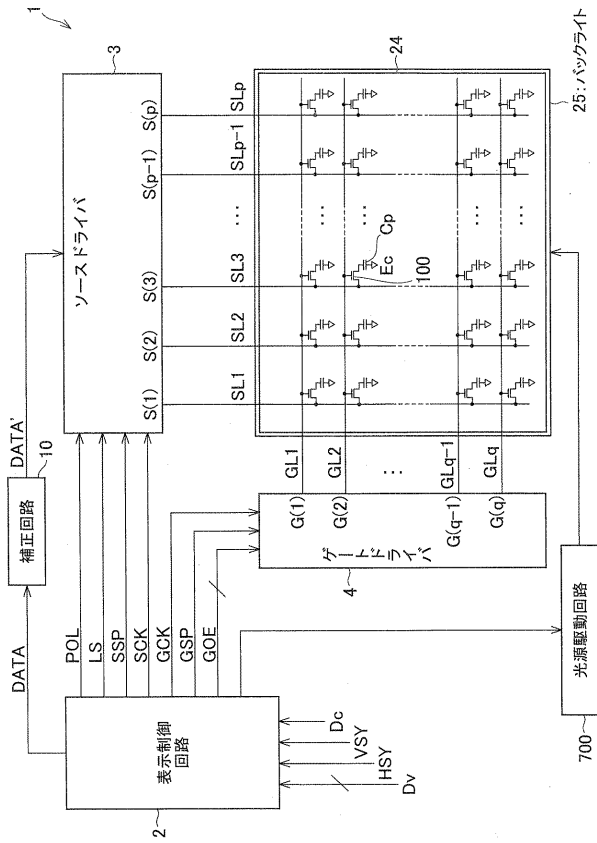 1
DATA
補正回路
10
DATA'
ソースドライバ
3
S(1)
S(2)
S(3)
S(p-1)
S(p)
SL1
SL2
SL3
...
SLp-1
SLp
表示制御
回路
2
POL
LS
SSP
SCK
GCK
GSP
GOE
Dc
VSY
HSY
Dv
ゲートドライバ
4
G(1)
G(2)
G(q-1)
G(q)
GL1
GL2
...
GLq-1
GLq
Cp
Ec
100
...
...
...
...
24
25:バックライト
光源駆動回路
700